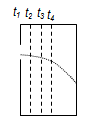 t₁ t₂ t₃ t₄